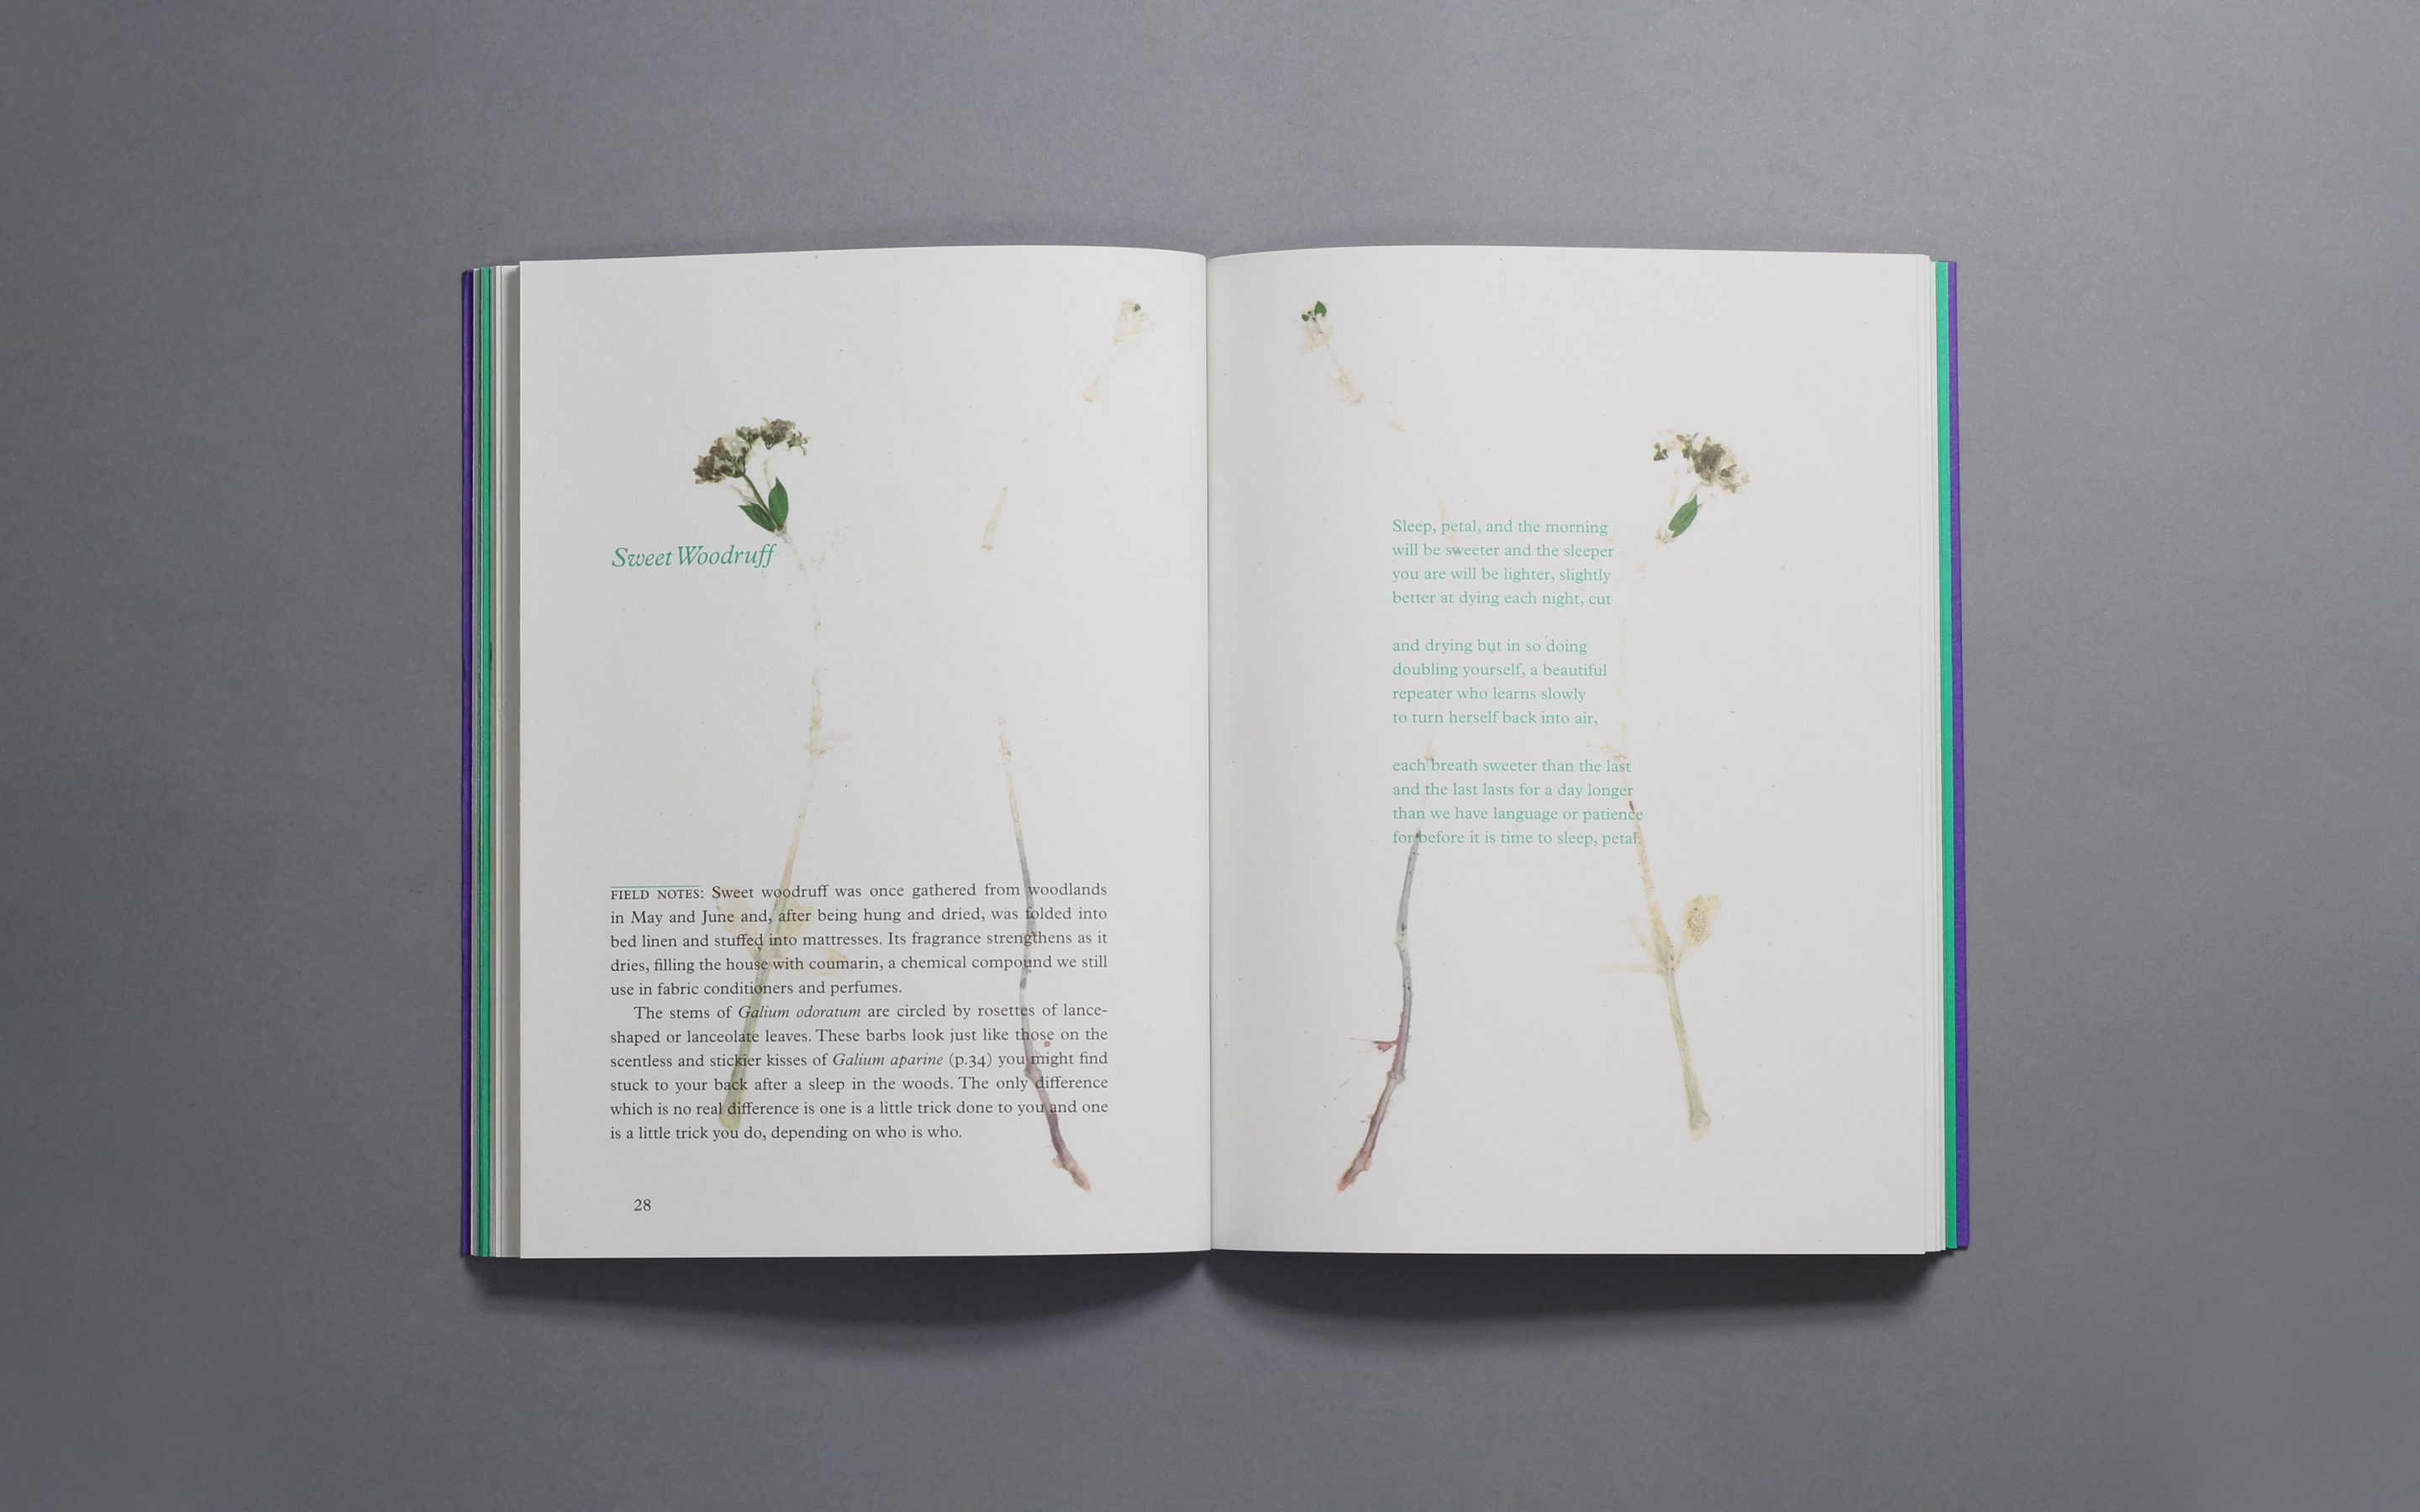 Sweet Woodruff
FIELD NOTES: Sweet woodruff was once gathered from woodlands
in May and June and, after being hung and dried, was folded into
bed linen and stuffed into mattresses. Its fragrance strengthens as it
dries, filling the house with coumarin, a chemical compound we still
use in fabric conditioners and perfumes.
The stems of Galium odoratum are circled by rosettes of lance-
shaped or lanceolate leaves. These barbs look just like those on the
scentless and stickier kisses of Galium aparine (p.34) you might find
stuck to your back after a sleep in the woods. The only difference
which is no real difference is one is a little trick done to you and one
is a little trick you do, depending on who is who.
28
Sleep, petal, and the morning
will be sweeter and the sleeper
you are will be lighter, slightly
better at dying each night, cut
and drying but in so doing
doubling yourself, a beautiful
repeater who learns slowly
to turn herself back into air,
each breath sweeter than the last
and the last lasts for a day longer
than we have language or patience
for before it is time to sleep, petal.